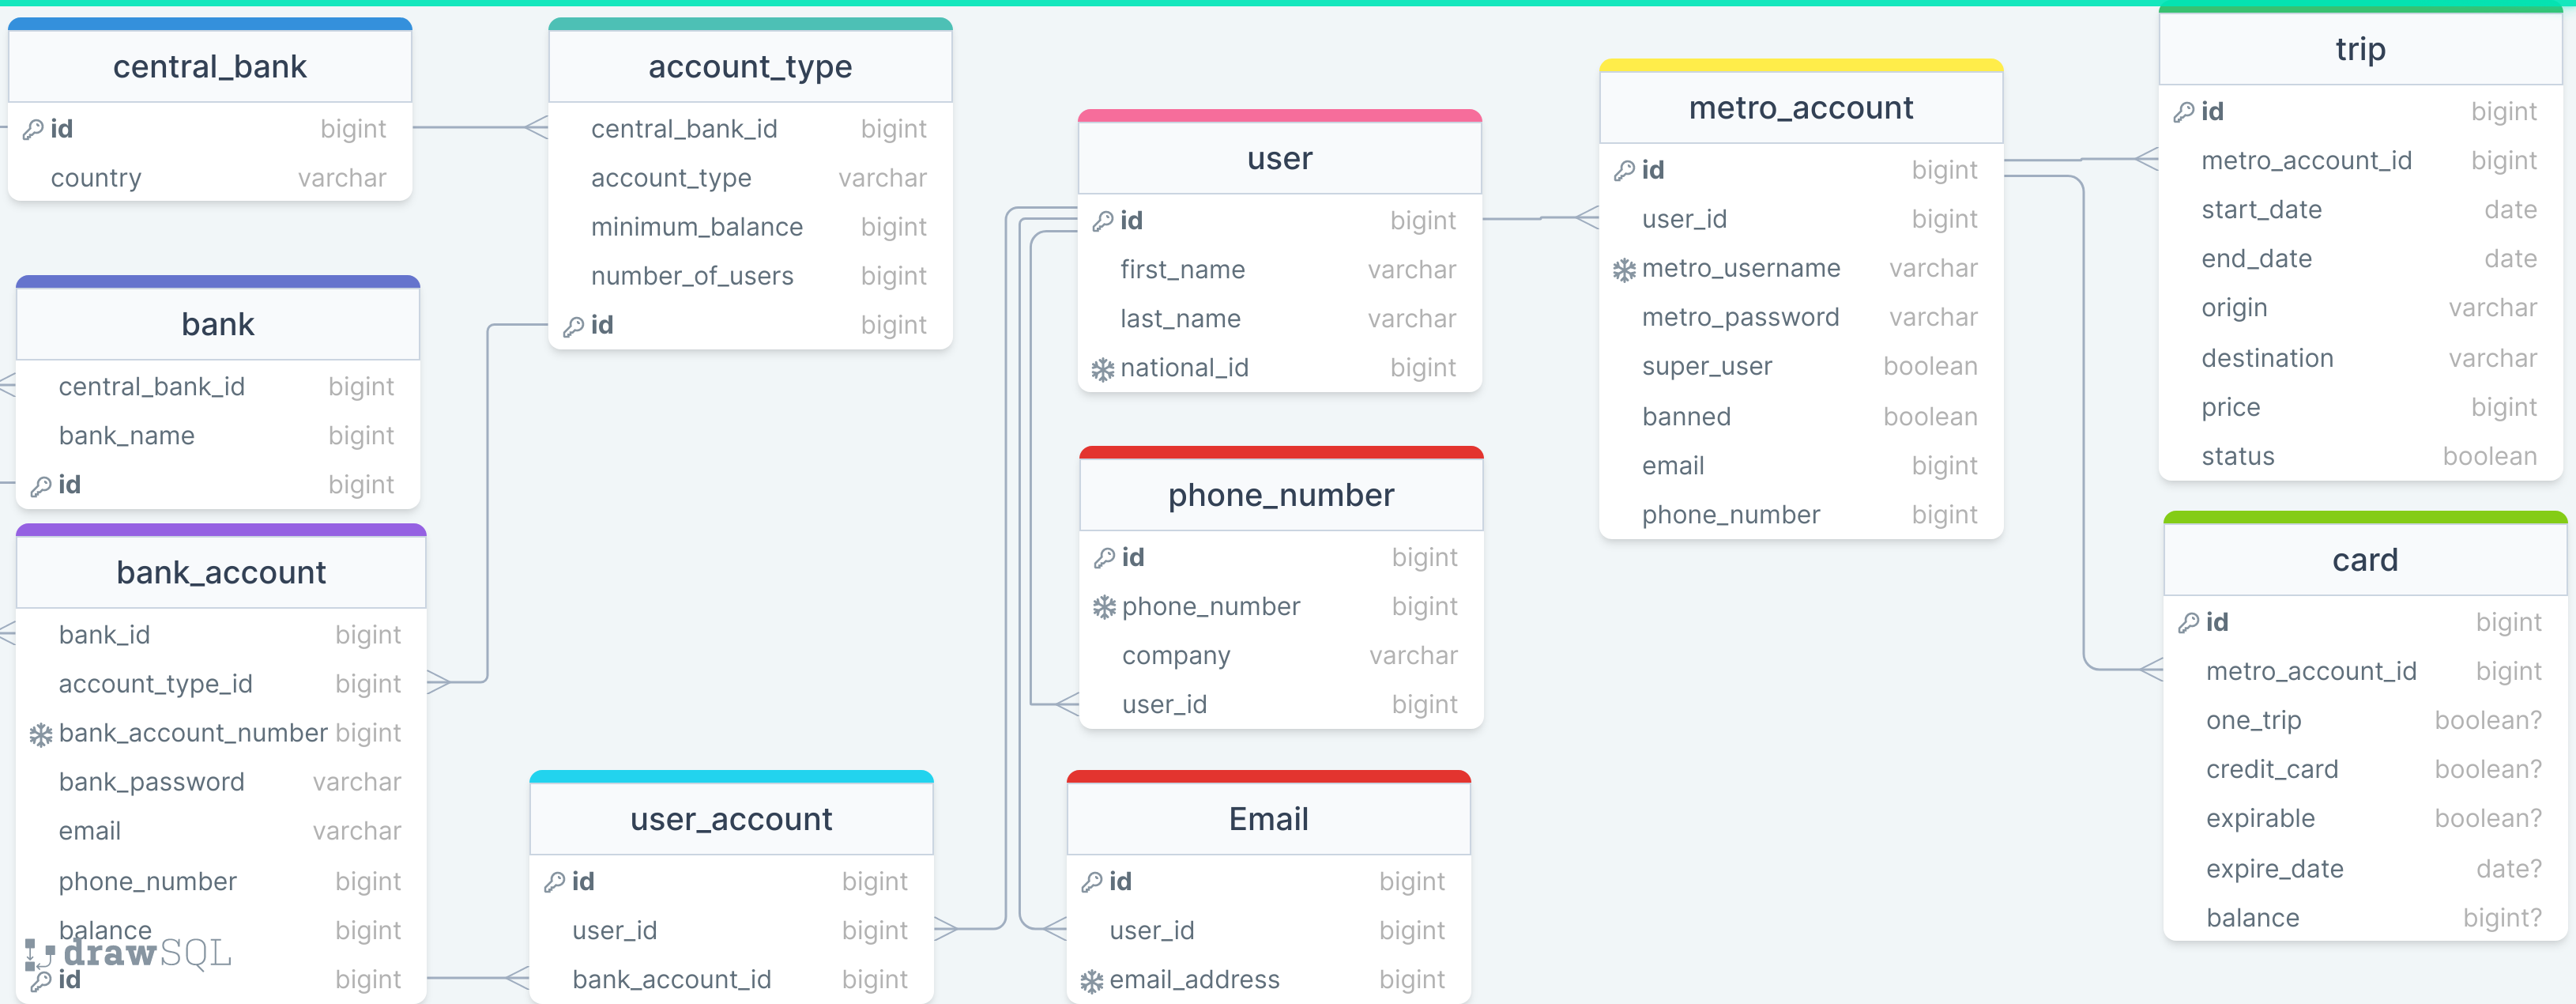 central_bank
id bigint
country varchar
account_type
central_bank_id bigint
account_type varchar
minimum_balance bigint
number_of_users bigint
id bigint
bank
central_bank_id bigint
bank_name bigint
id bigint
bank_account
bank_id bigint
account_type_id bigint
bank_account_number bigint
bank_password varchar
email varchar
phone_number bigint
balance bigint
drawSQL
id bigint
user_account
id bigint
user_id bigint
bank_account_id bigint
user
id bigint
first_name varchar
last_name varchar
national_id bigint
phone_number
id bigint
phone_number bigint
company varchar
user_id bigint
Email
id bigint
user_id bigint
email_address bigint
metro_account
id bigint
user_id bigint
metro_username varchar
metro_password varchar
super_user boolean
banned boolean
email bigint
phone_number bigint
trip
id bigint
metro_account_id bigint
start_date date
end_date date
origin varchar
destination varchar
price bigint
status boolean
card
id bigint
metro_account_id bigint
one_trip boolean?
credit_card boolean?
expirable boolean?
expire_date date?
balance bigint?